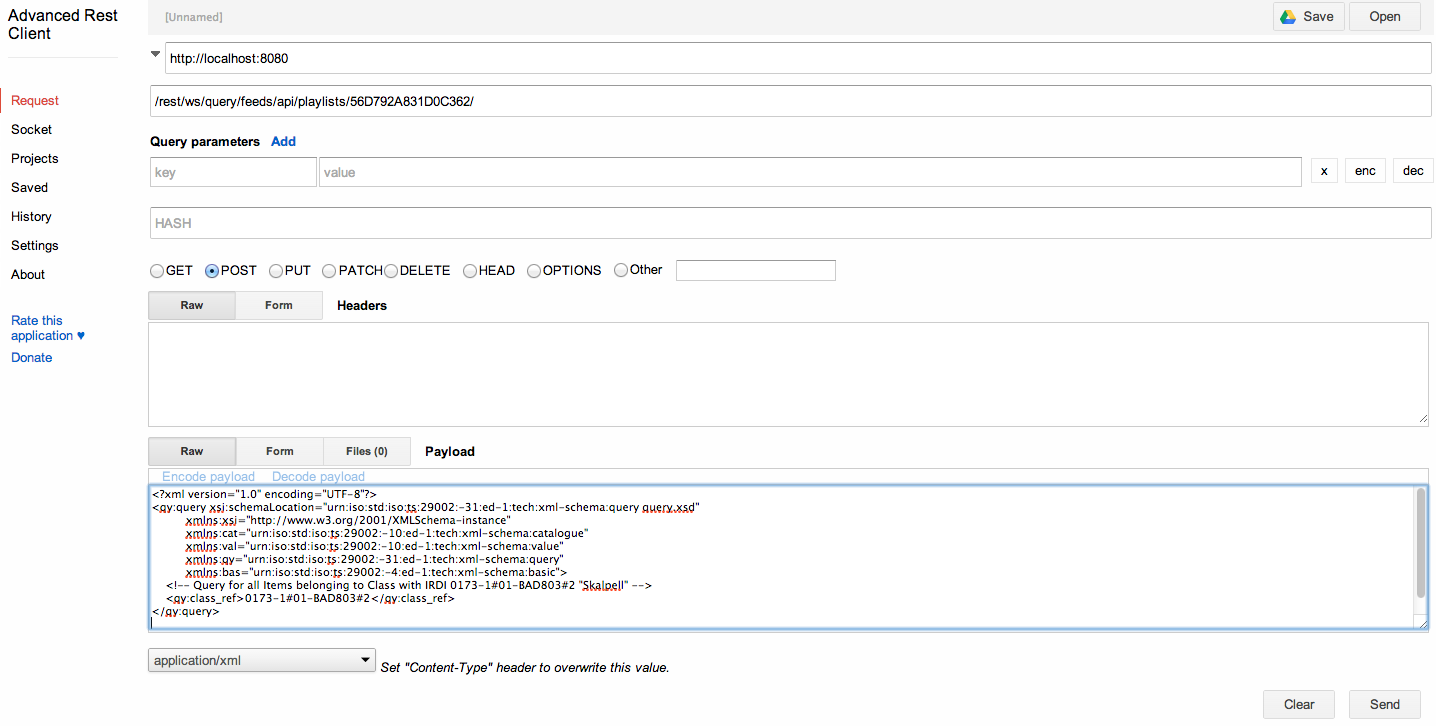 Advanced Rest
Client
[Unnamed]
Save
Open
http://localhost:8080
/rest/ws/query/feeds/api/playlists/56D792A831D0C362/
Request
Socket
Projects
Saved
History
Settings
About
Rate this
application ♥
Donate
Query parameters Add
key
value
x
enc
dec
HASH
GET POST PUT PATCH DELETE HEAD OPTIONS Other
Raw Form Headers
Raw Form Files (0) Payload
Encode payload Decode payload
<?xml version="1.0" encoding="UTF-8"?>
<qy:query xsi:schemaLocation="urn:iso:std:iso:ts:29002:-31:ed-1:tech:xml-schema:query query.xsd"
xmlns:xsi="http://www.w3.org/2001/XMLSchema-instance"
xmlns:cat="urn:iso:std:iso:ts:29002:-10:ed-1:tech:xml-schema:catalogue"
xmlns:val="urn:iso:std:iso:ts:29002:-10:ed-1:tech:xml-schema:value"
xmlns:qy="urn:iso:std:iso:ts:29002:-31:ed-1:tech:xml-schema:query"
xmlns:bas="urn:iso:std:iso:ts:29002:-4:ed-1:tech:xml-schema:basic">
<!-- Query for all Items belonging to Class with IRDI 0173-1#01-BAD803#2 "Skalpell" -->
<qy:class_ref>0173-1#01-BAD803#2</qy:class_ref>
</qy:query>
application/xml
Set "Content-Type" header to overwrite this value.
Clear
Send